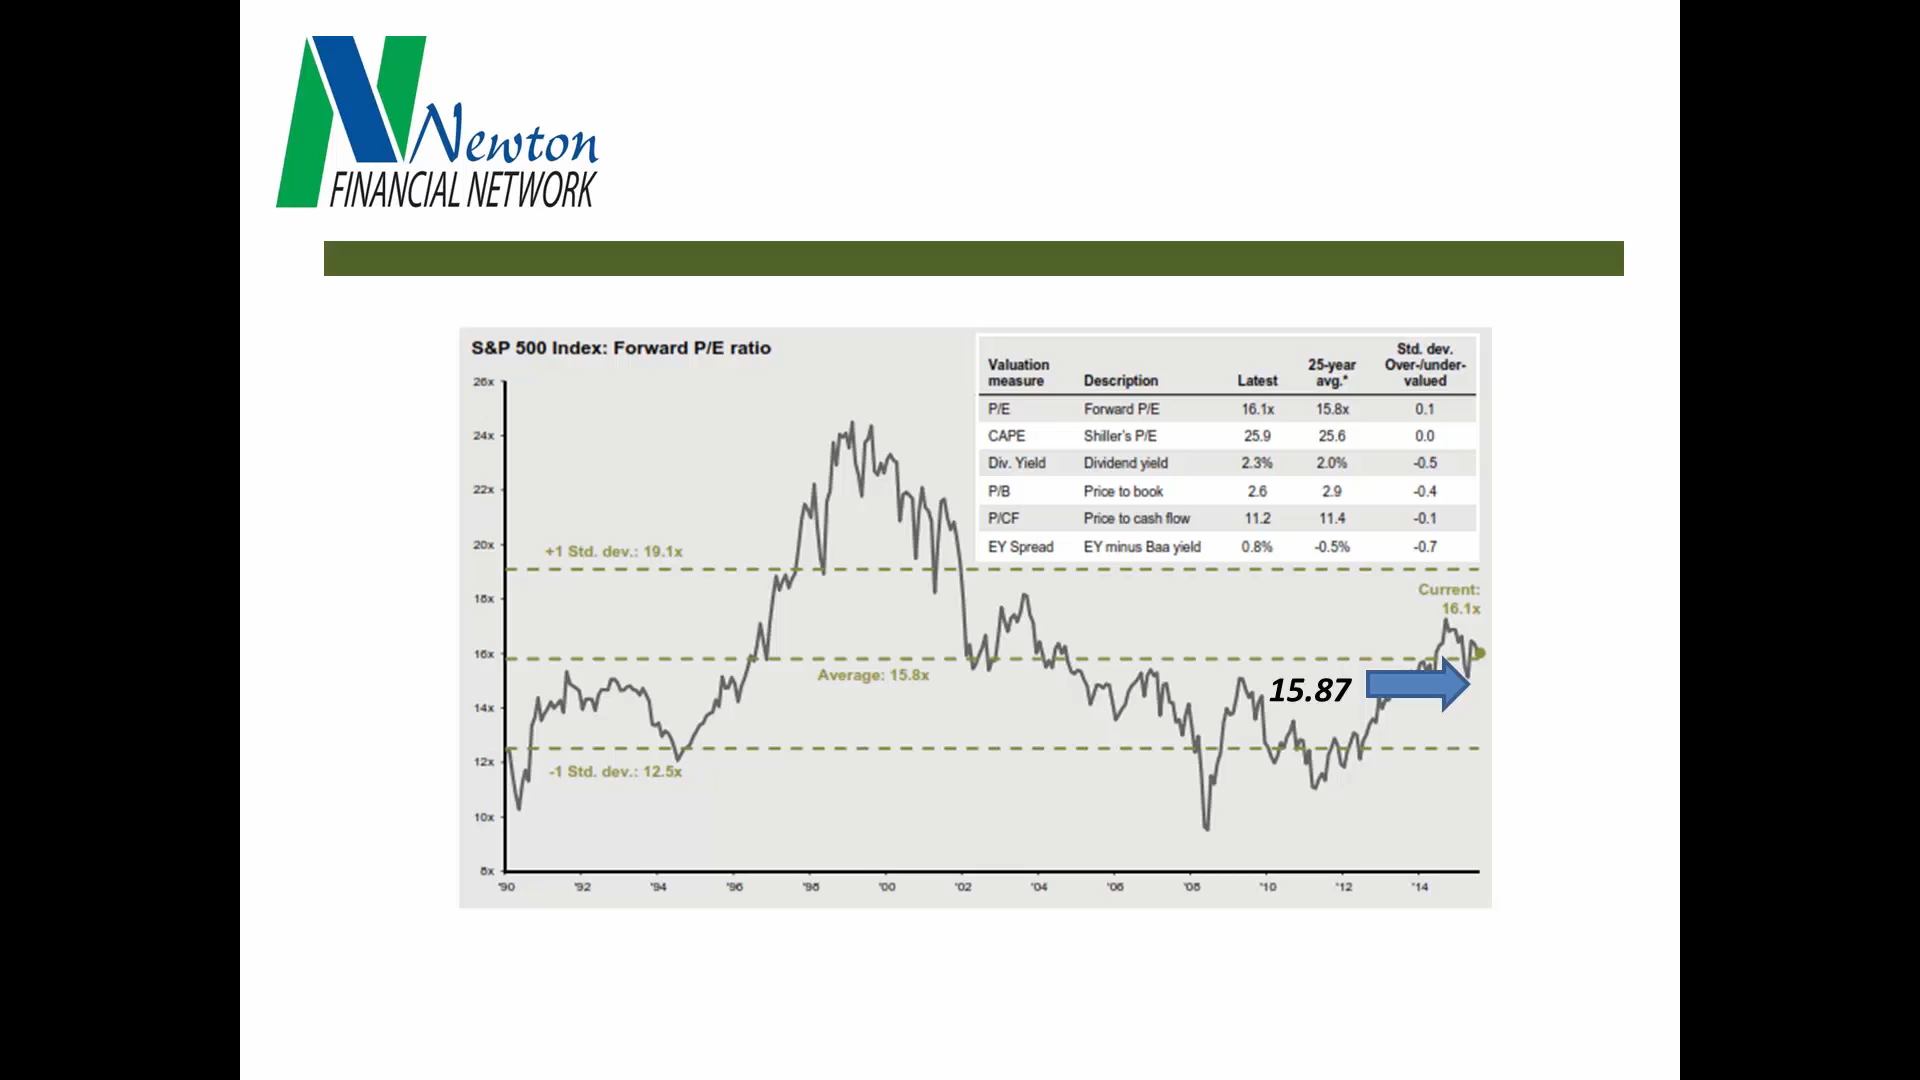 Newton
FINANCIAL NETWORK
S&P 500 Index: Forward P/E ratio
Valuation measure Description Latest 25-year avg.* Std. dev. Over-/under-valued
P/E Forward P/E 16.1x 15.8x 0.1
CAPE Shiller's P/E 25.9 25.6 0.0
Div. Yield Dividend yield 2.3% 2.0% -0.5
P/B Price to book 2.6 2.9 -0.4
P/CF Price to cash flow 11.2 11.4 -0.1
EY Spread EY minus Baa yield 0.8% -0.5% -0.7
26x
24x
22x
20x
18x
16x
14x
12x
10x
8x
+1 Std. dev.: 19.1x
Current:
16.1x
Average: 15.8x
15.87
-1 Std. dev.: 12.5x
'90 '92 '94 '96 '98 '00 '02 '04 '06 '08 '10 '12 '14